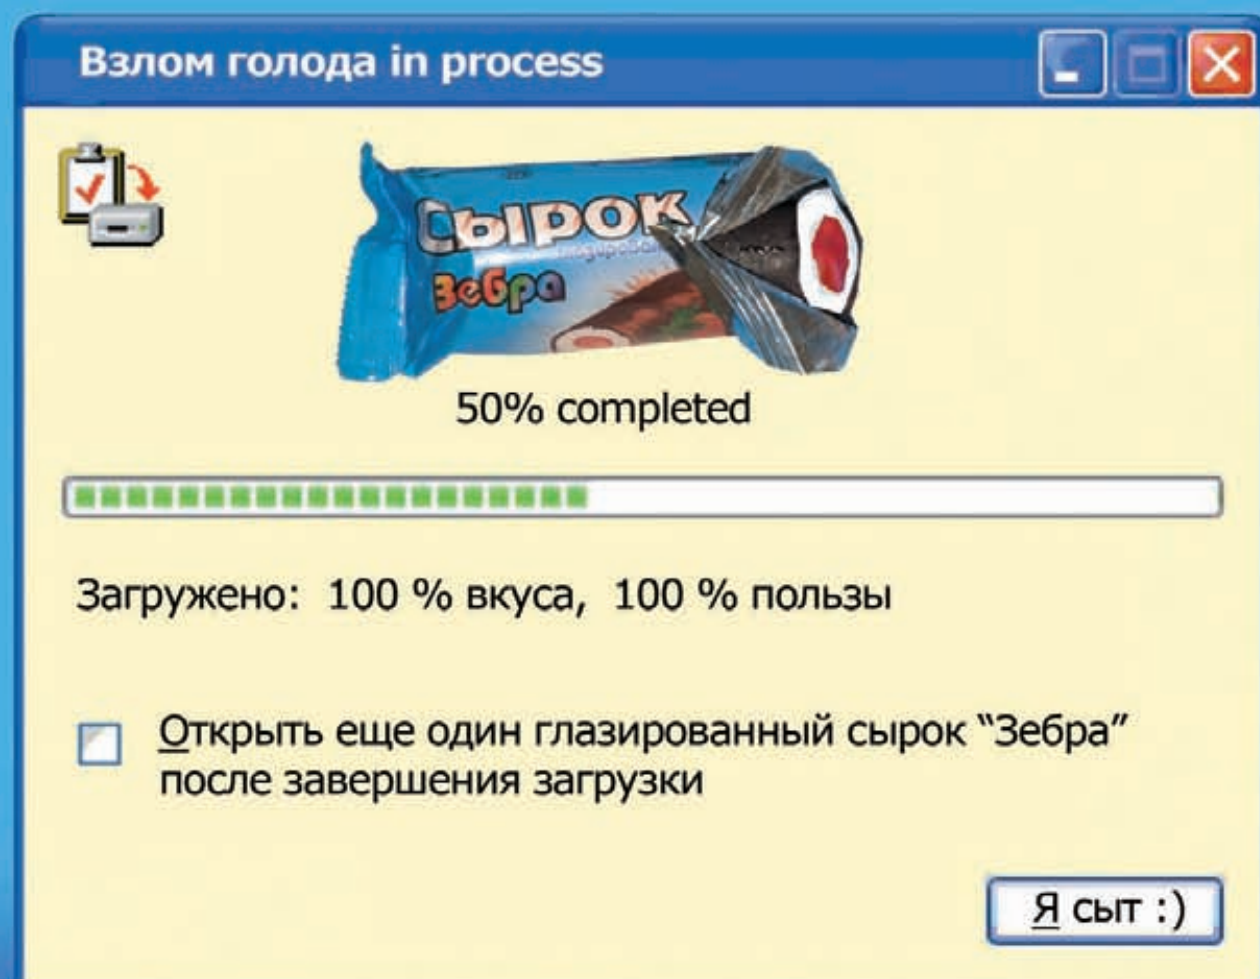 Взлом голода in process
Сырок
Зебра
50% completed
Загружено: 100 % вкуса, 100 % пользы
Открыть еще один глазированный сырок “Зебра”
после завершения загрузки
Я сыт :)